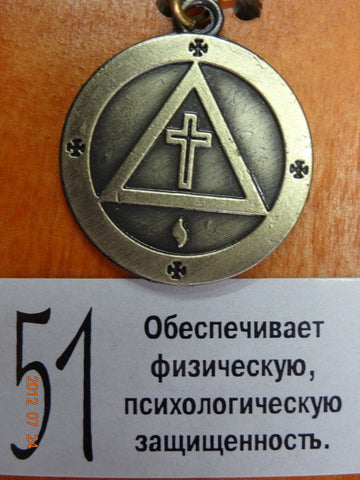 51
Обеспечивает
физическую,
психологическую
защищенность.
2012 07 24